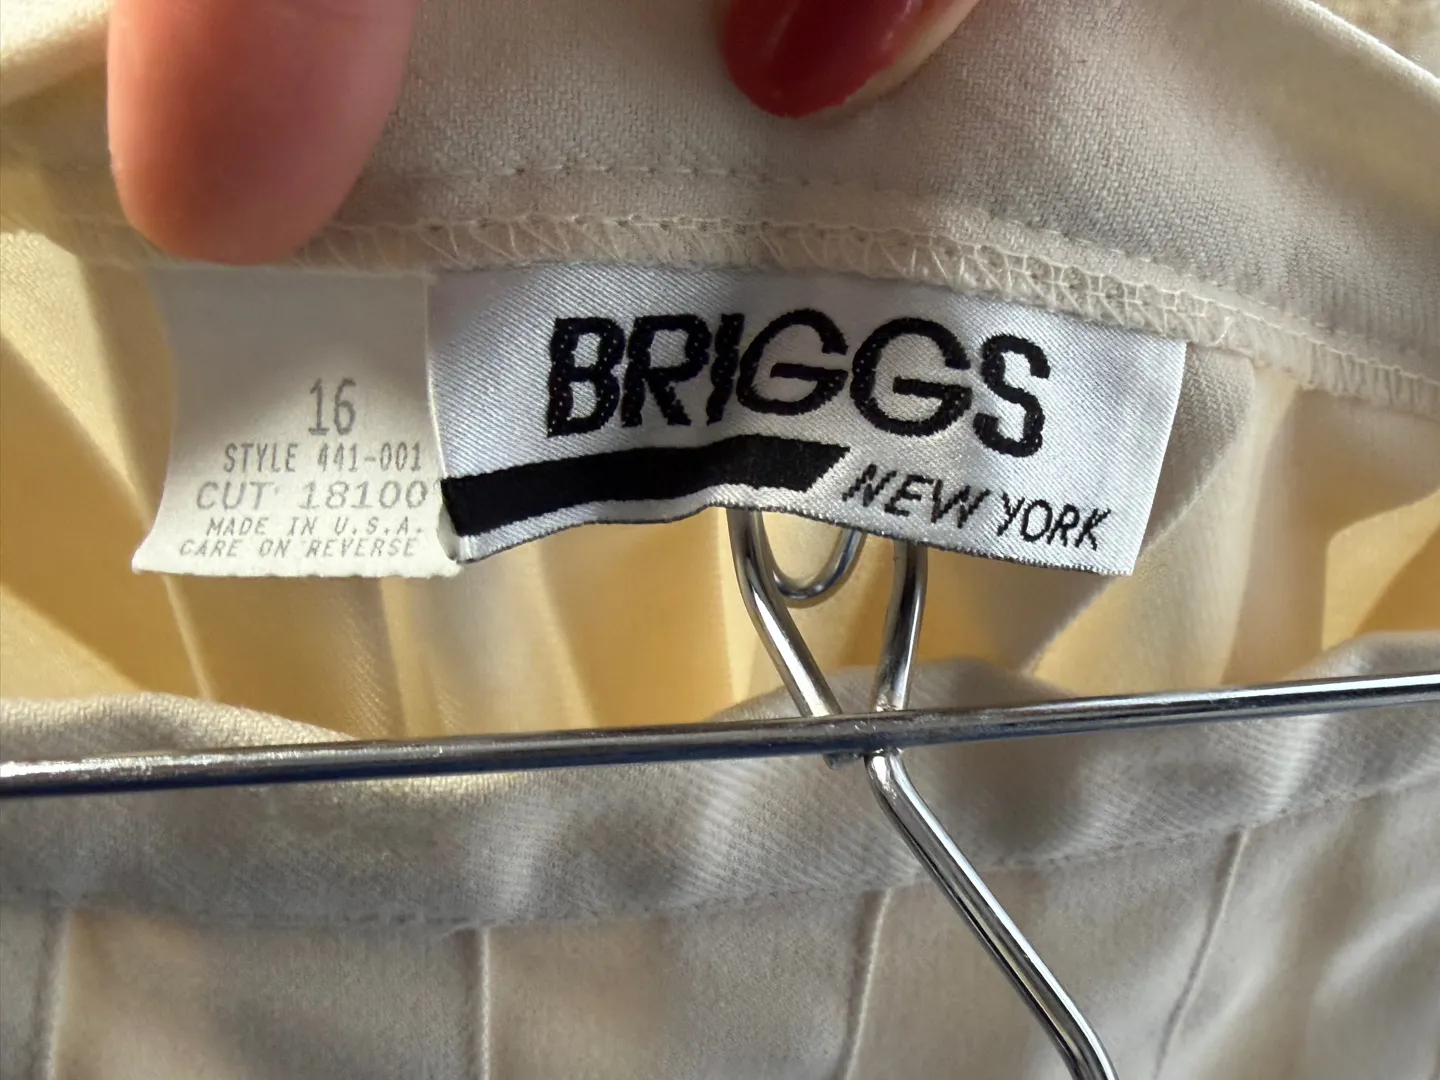 16
STYLE 441-001
CUT 18100
MADE IN U.S.A.
CARE ON REVERSE
BRIGGS
NEW YORK